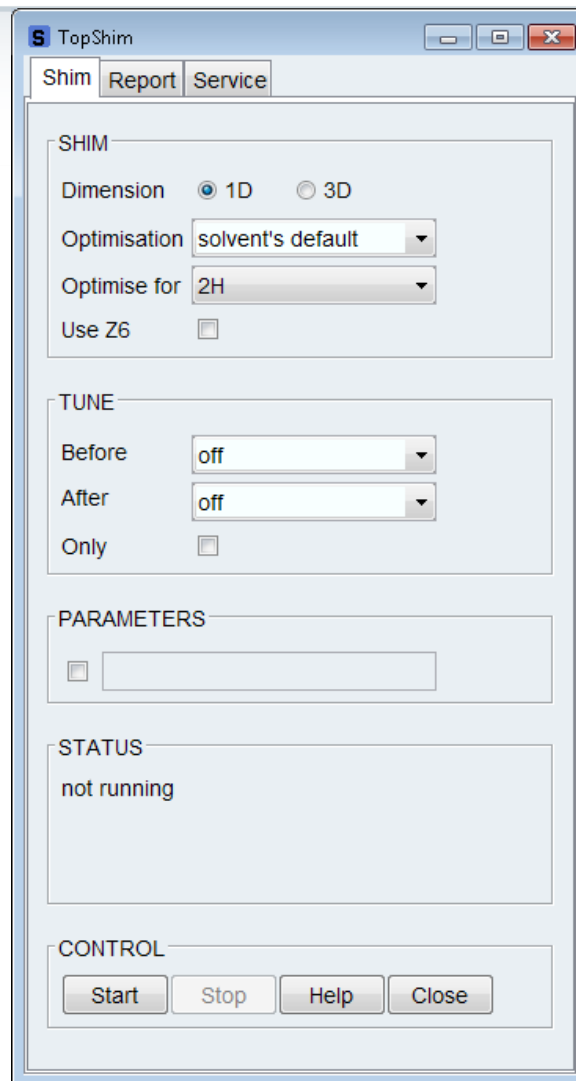 S TopShim
Shim Report Service
SHIM
Dimension 1D 3D
Optimisation solvent's default
Optimise for 2H
Use Z6
TUNE
Before off
After off
Only
PARAMETERS
STATUS
not running
CONTROL
Start Stop Help Close